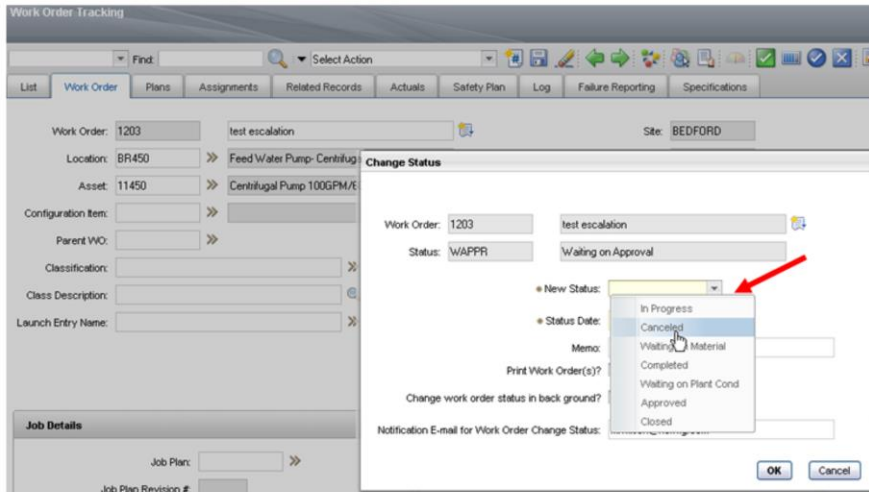 Work Order Tracking
Find: Select Action
List Work Order Plans Assignments Related Records Actuals Safety Plan Log Failure Reporting Specifications
Work Order: 1203 test escalation Site: BEDFORD
Location: BR450 Feed Water Pump- Centrifug
Asset: 11450 Centrifugal Pump 100GPM/6
Configuration Item:
Parent WO:
Classification:
Class Description:
Launch Entry Name:
Job Details
Job Plan:
Job Plan Revision #:
Change Status
Work Order: 1203 test escalation
Status: WAPPR Waiting on Approval
New Status:
In Progress
Status Date:
Canceled
Memo:
Waiting Material
Print Work Order(s)?
Completed
Waiting on Plant Cond
Change work order status in back ground?
Approved
Closed
Notification E-mail for Work Order Change Status:
OK Cancel